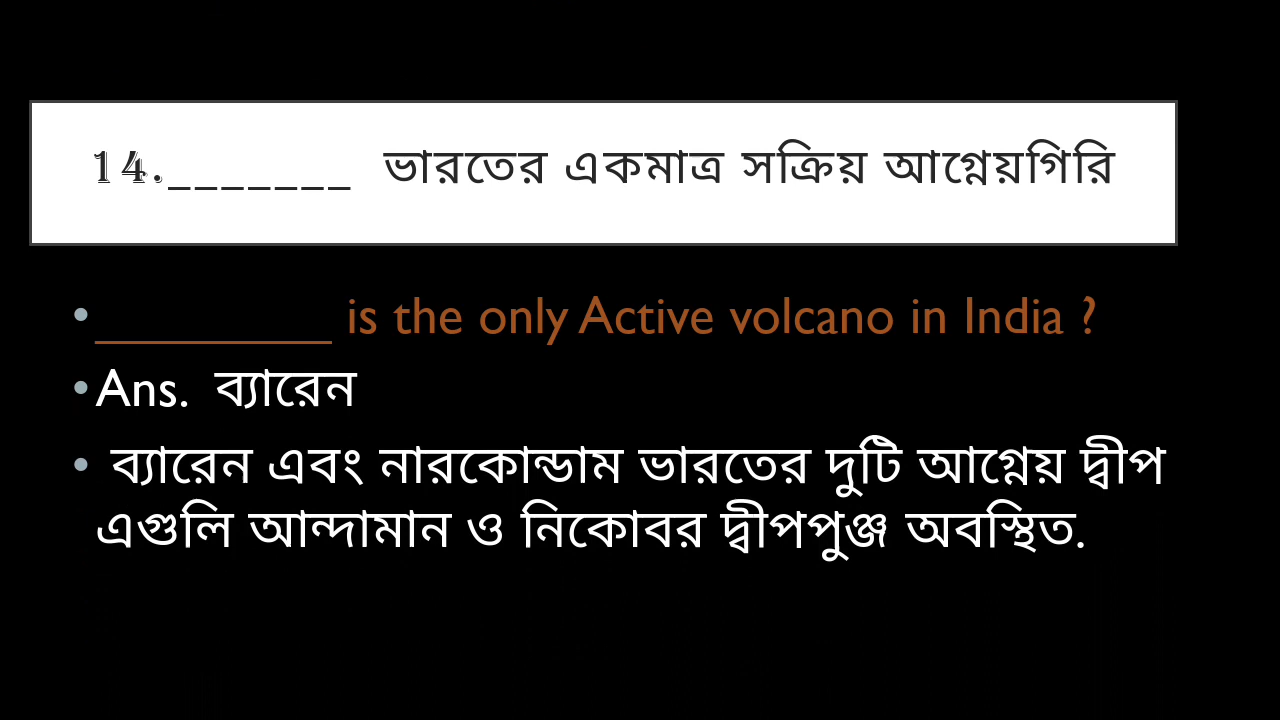 14._______ ভারতের একমাত্র সক্রিয় আগ্নেয়গিরি
• _________ is the only Active volcano in India ?
• Ans. ব্যারেন
• ব্যারেন এবং নারকোন্ডাম ভারতের দুটি আগ্নেয় দ্বীপ
এগুলি আন্দামান ও নিকোবর দ্বীপপুঞ্জ অবস্থিত.